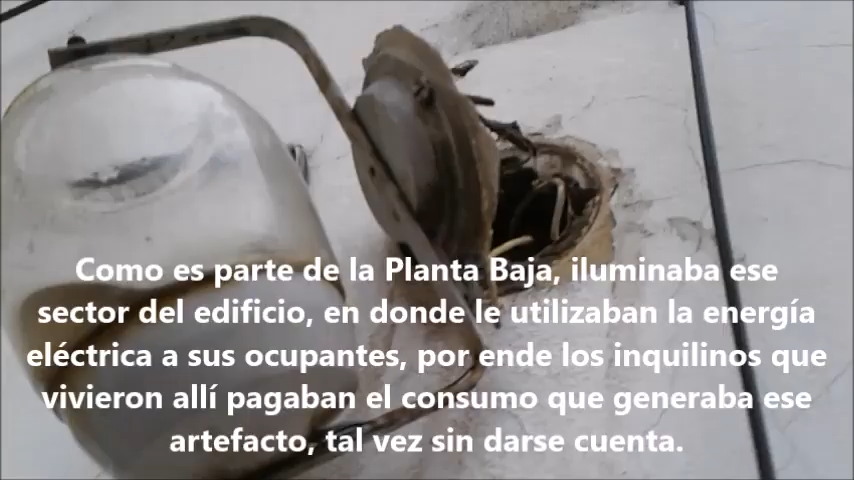 Como es parte de la Planta Baja, iluminaba ese
sector del edificio, en donde le utilizaban la energía
eléctrica a sus ocupantes, por ende los inquilinos que
vivieron allí pagaban el consumo que generaba ese
artefacto, tal vez sin darse cuenta.